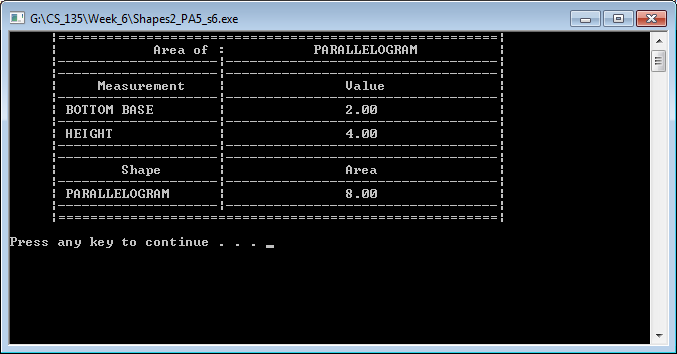 G:\CS_135\Week_6\Shapes2_PA5_s6.exe
Area of : PARALLELOGRAM
Measurement Value
BOTTOM BASE 2.00
HEIGHT 4.00
Shape Area
PARALLELOGRAM 8.00
Press any key to continue . . . _